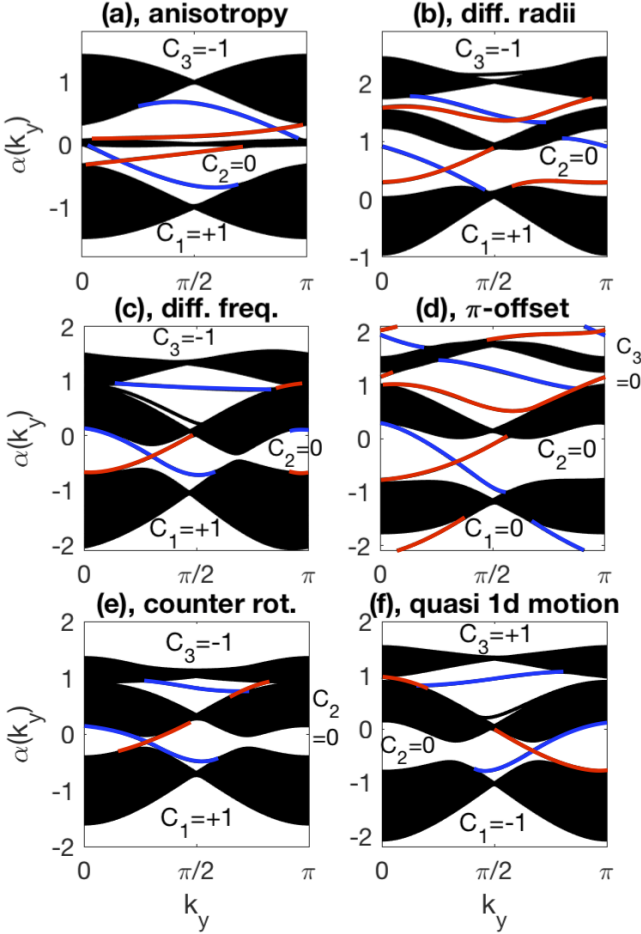 (a), anisotropy
C3=-1
1
0
-1
α(ky)
C2=0
C1=+1
0
π/2
π
(b), diff. radii
C3=-1
2
1
0
-1
C2=0
C1=+1
0
π/2
π
(c), diff. freq.
C3=-1
2
1
0
-1
-2
α(ky)
C2=0
C1=+1
0
π/2
π
(d), π-offset
2
1
0
-1
-2
C3
=0
C2=0
C1=0
0
π/2
π
(e), counter rot.
C3=-1
2
1
0
-1
-2
α(ky)
C2
=0
C1=+1
0
π/2
π
ky
(f), quasi 1d motion
C3=+1
2
1
0
-1
-2
C2=0
C1=-1
0
π/2
π
ky